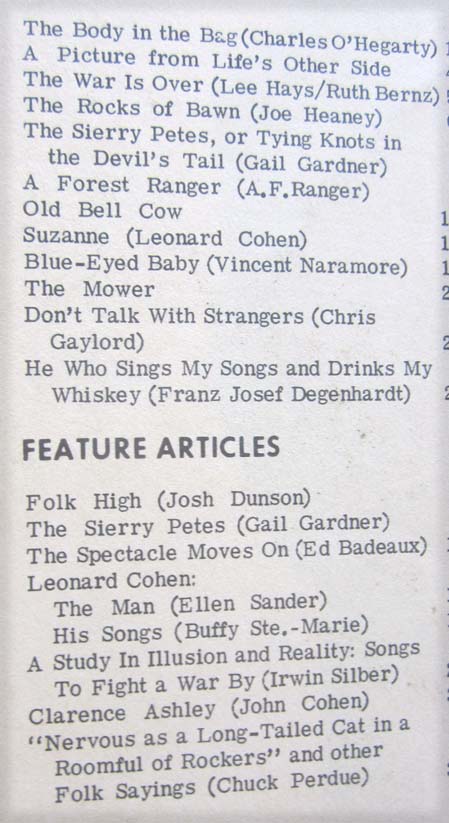 The Body in the Bag (Charles O'Hegarty)
A Picture from Life's Other Side
The War Is Over (Lee Hays/Ruth Bernz)
The Rocks of Bawn (Joe Heaney)
The Sierry Petes, or Tying Knots in
the Devil's Tail (Gail Gardner)
A Forest Ranger (A.F.Ranger)
Old Bell Cow
Suzanne (Leonard Cohen)
Blue-Eyed Baby (Vincent Naramore)
The Mower
Don't Talk With Strangers (Chris
Gaylord)
He Who Sings My Songs and Drinks My
Whiskey (Franz Josef Degenhardt)
FEATURE ARTICLES
Folk High (Josh Dunson)
The Sierry Petes (Gail Gardner)
The Spectacle Moves On (Ed Badeaux)
Leonard Cohen:
The Man (Ellen Sander)
His Songs (Buffy Ste.-Marie)
A Study In Illusion and Reality: Songs
To Fight a War By (Irwin Silber)
Clarence Ashley (John Cohen)
"Nervous as a Long-Tailed Cat in a
Roomful of Rockers" and other
Folk Sayings (Chuck Perdue)